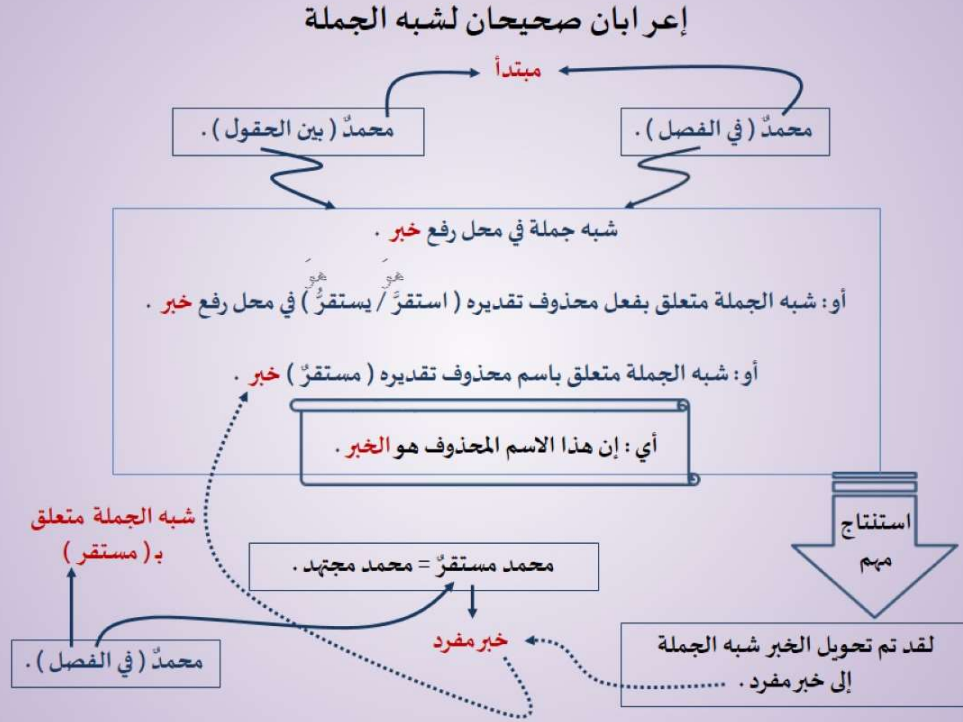 إعرابان صحيحان لشبه الجملة
مبتدأ
محمدٌ ( في الفصل ) .
محمدٌ ( بين الحقول ) .
شبه جملة في محل رفع خبر .
هوَ هوَ
أو : شبه الجملة متعلق بفعل محذوف تقديره ( استقرَّ / يستقرُّ ) في محل رفع خبر .
أو : شبه الجملة متعلق باسم محذوف تقديره ( مستقرٌ ) خبر .
أي : إن هذا الاسم المحذوف هو الخبر .
استنتاج
مهم
لقد تم تحويل الخبر شبه الجملة
إلى خبر مفرد .
محمد مستقرٌ = محمد مجتهد .
خبر مفرد
شبه الجملة متعلق
بـ ( مستقر )
محمدٌ ( في الفصل ) .